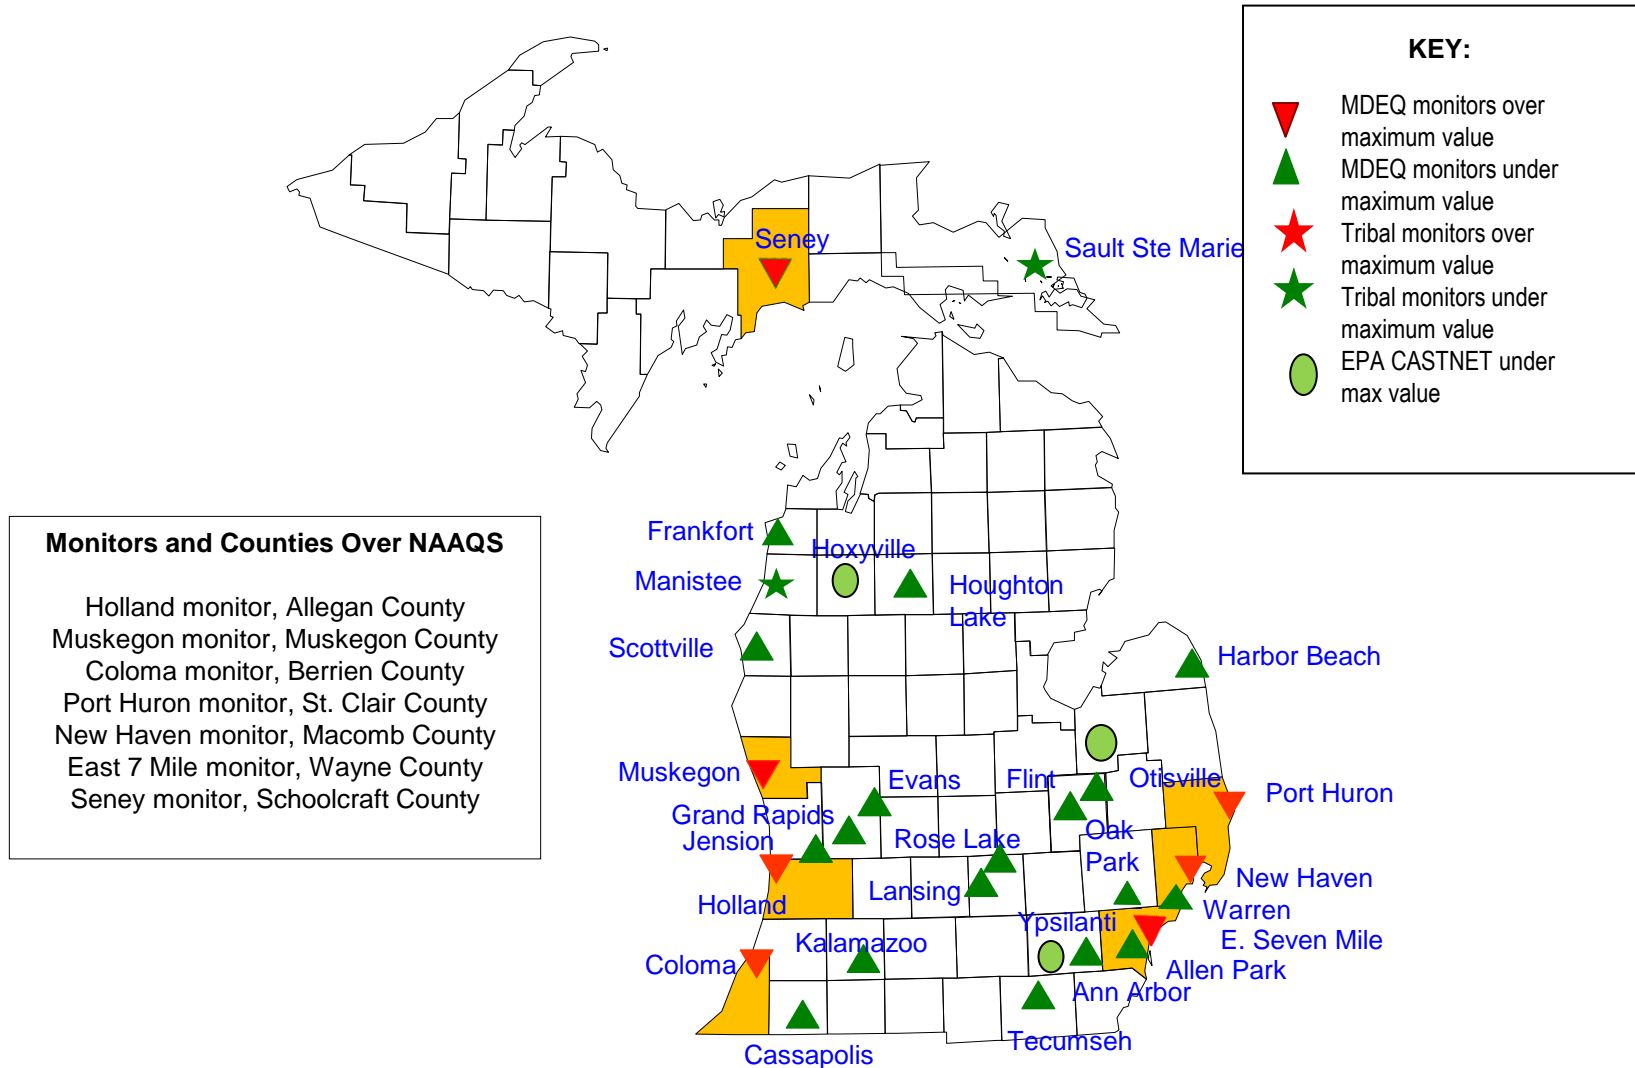 KEY:
MDEQ monitors over
maximum value
MDEQ monitors under
maximum value
Tribal monitors over
maximum value
Tribal monitors under
maximum value
EPA CASTNET under
max value
Seney
Sault Ste Marie
Monitors and Counties Over NAAQS
Holland monitor, Allegan County
Muskegon monitor, Muskegon County
Coloma monitor, Berrien County
Port Huron monitor, St. Clair County
New Haven monitor, Macomb County
East 7 Mile monitor, Wayne County
Seney monitor, Schoolcraft County
Frankfort
Hoxyville
Manistee
Houghton
Lake
Scottville
Harbor Beach
Muskegon
Evans
Flint
Otisville
Port Huron
Grand Rapids
Jension
Rose Lake
Oak
Park
Holland
Lansing
New Haven
Warren
Ypsilanti
E. Seven Mile
Kalamazoo
Coloma
Allen Park
Ann Arbor
Tecumseh
Cassapolis